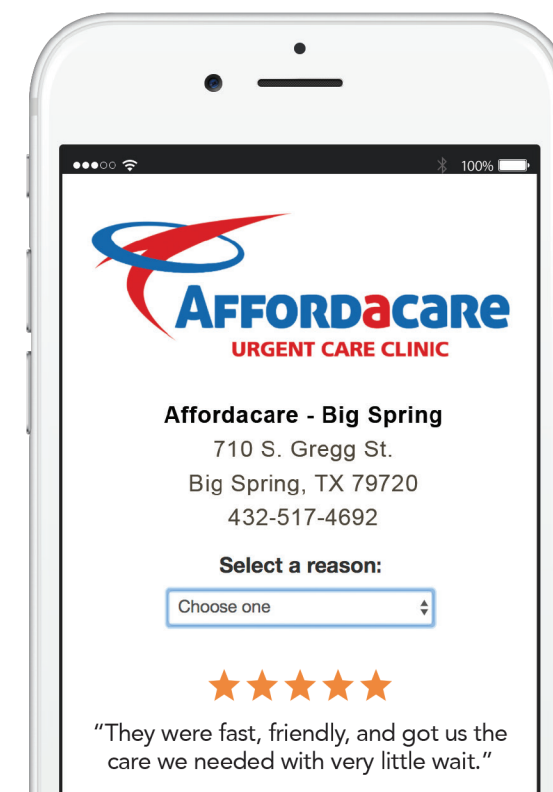 100%
AFFORDaCaRe
URGENT CARE CLINIC
Affordacare - Big Spring
710 S. Gregg St.
Big Spring, TX 79720
432-517-4692
Select a reason:
Choose one
“They were fast, friendly, and got us the
care we needed with very little wait.”